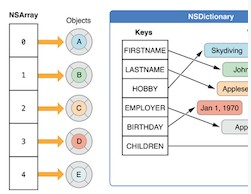 NSArray
Objects
0
A
1
B
2
C
3
D
4
E
NSDictionary
Keys
FIRSTNAME
LASTNAME
HOBBY
EMPLOYER
BIRTHDAY
CHILDREN
Skydiving
John
Jan 1, 1970